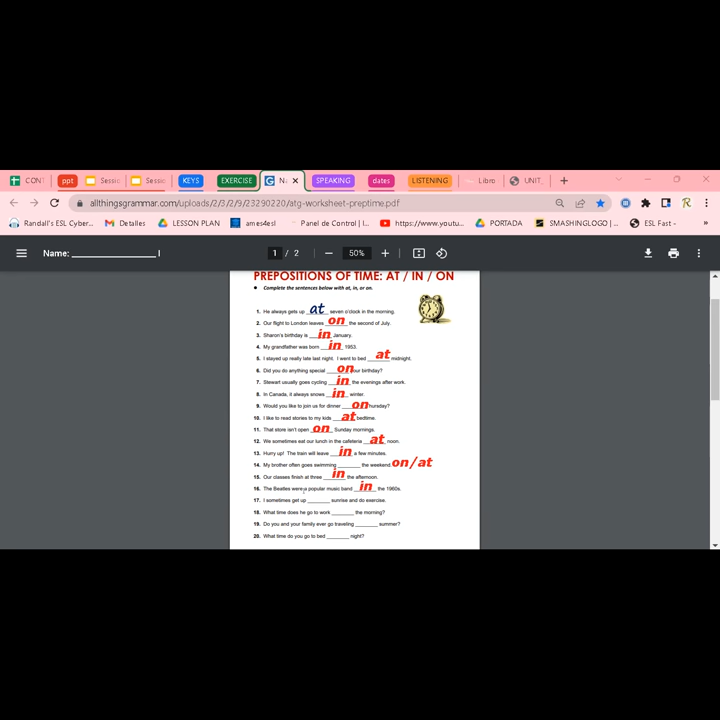 CON
ppt
Sessic
Sessic
KEYS
EXERCISE
N
SPEAKING
dates
LISTENING
Libro
UNIT_
allthingsgrammar.com/uploads/2/3/2/9/23290220/atg-worksheet-preptime.pdf
Randall's ESL Cyber...
Detalles
LESSON PLAN
ames4esl
Panel de Control | ...
https://www.youtu...
PORTADA
SMASHINGLOGO | ...
ESL Fast -
»
Name: ______________ I
1 / 2
50%
PREPOSITIONS OF TIME: AT / IN / ON
Complete the sentences below with at, in, or on.
1. He always gets up at seven o'clock in the morning.
2. Our flight to London leaves on the second of July.
3. Sharon's birthday is in January.
4. My grandfather was born in 1953.
5. I stayed up really late last night. I went to bed at midnight.
6. Did you do anything special on your birthday?
7. Stewart usually goes cycling in the evenings after work.
8. In Canada, it always snows in winter.
9. Would you like to join us for dinner on Thursday?
10. I like to read stories to my kids at bedtime.
11. That store isn't open on Sunday mornings.
12. We sometimes eat our lunch in the cafeteria at noon.
13. Hurry up! The train will leave in a few minutes.
14. My brother often goes swimming ________ the weekend. on/at
15. Our classes finish at three in the afternoon.
16. The Beatles were a popular music band in the 1960s.
17. I sometimes get up ________ sunrise and do exercise.
18. What time does he go to work ________ the morning?
19. Do you and your family ever go traveling ________ summer?
20. What time do you go to bed ________ night?